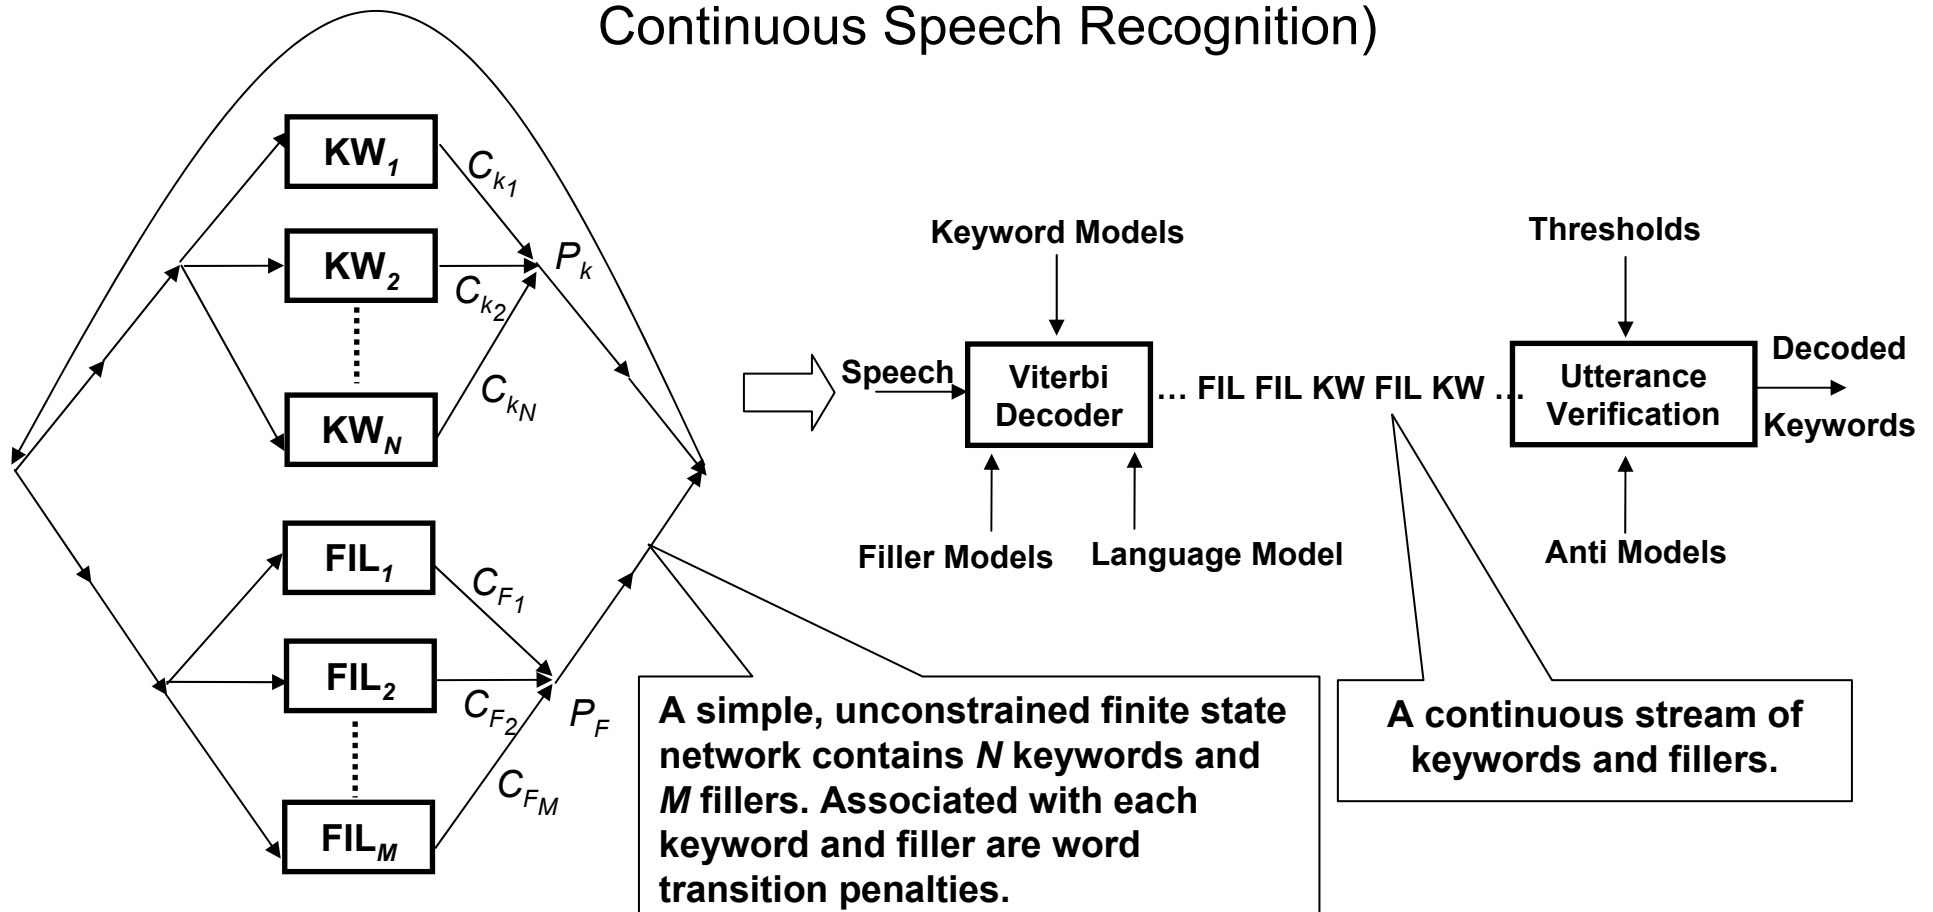 Continuous Speech Recognition)
KW1
Ck1
KW2
Ck2
Pk
KWN
CkN
FIL1
CF1
FIL2
CF2
PF
FILM
CFM
Keyword Models
Speech
Viterbi
Decoder
Filler Models
Language Model
... FIL FIL KW FIL KW ...
Thresholds
Utterance
Verification
Anti Models
Decoded
Keywords
A simple, unconstrained finite state
network contains N keywords and
M fillers. Associated with each
keyword and filler are word
transition penalties.
A continuous stream of
keywords and fillers.